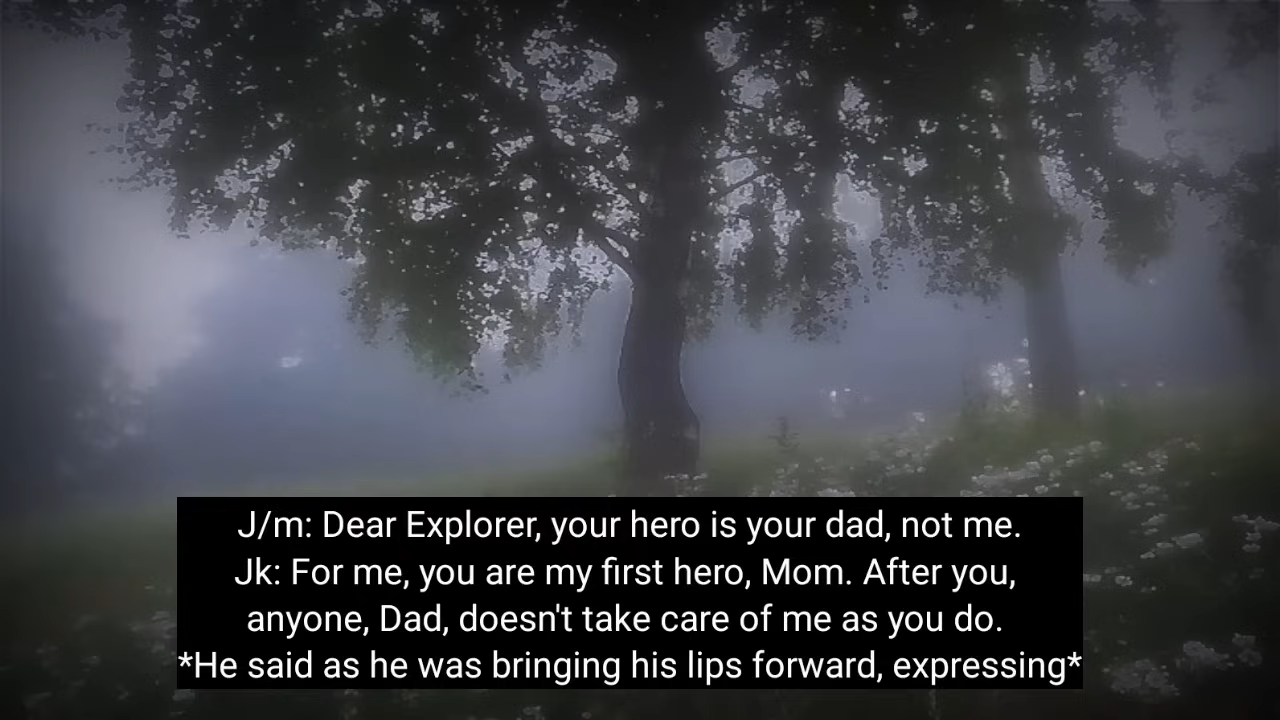 J/m: Dear Explorer, your hero is your dad, not me.
Jk: For me, you are my first hero, Mom. After you,
anyone, Dad, doesn't take care of me as you do.
*He said as he was bringing his lips forward, expressing*